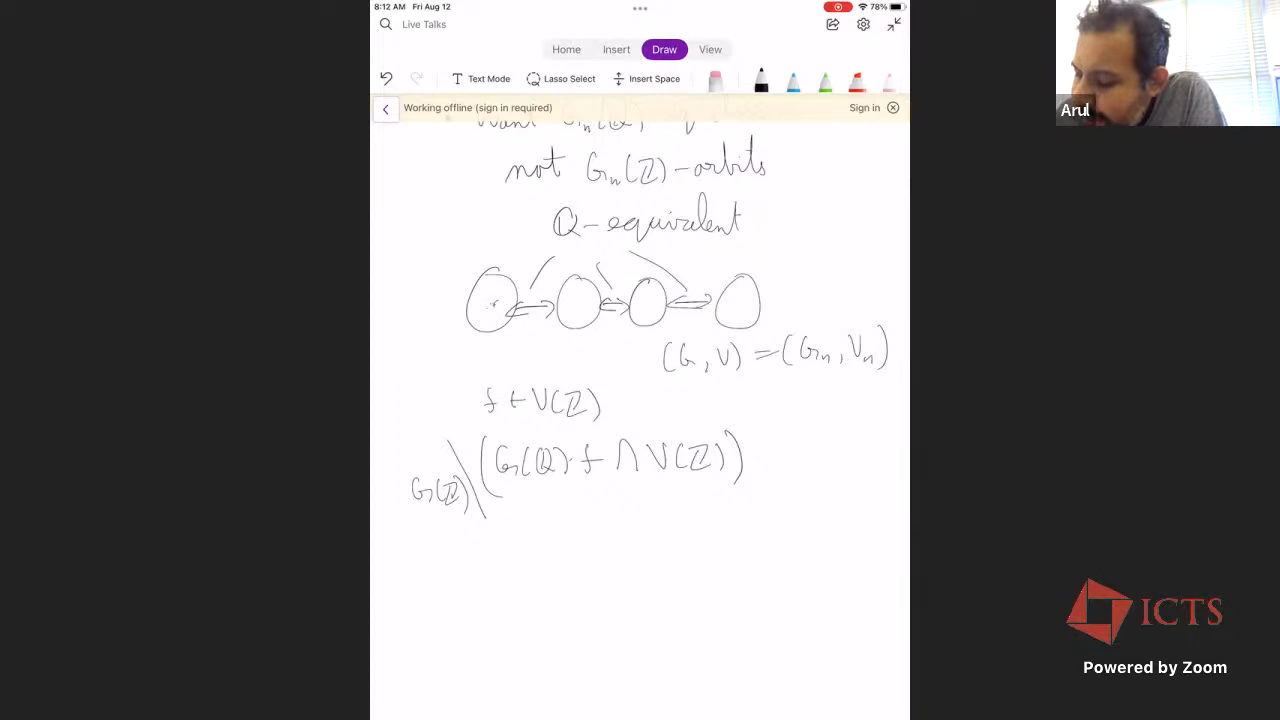 8:12 AM Fri Aug 12
78%
Live Talks
Home Insert Draw View
Text Mode Lasso Select Insert Space
Working offline (sign in required) Sign in
Arul
not Gₙ(ℤ)-orbits
ℚ-equivalent
(G, V) = (Gₙ, Vₙ)
f ∈ V(ℤ)
G(ℤ)\(G(ℚ)·f ∩ V(ℤ))
ICTS
Powered by Zoom